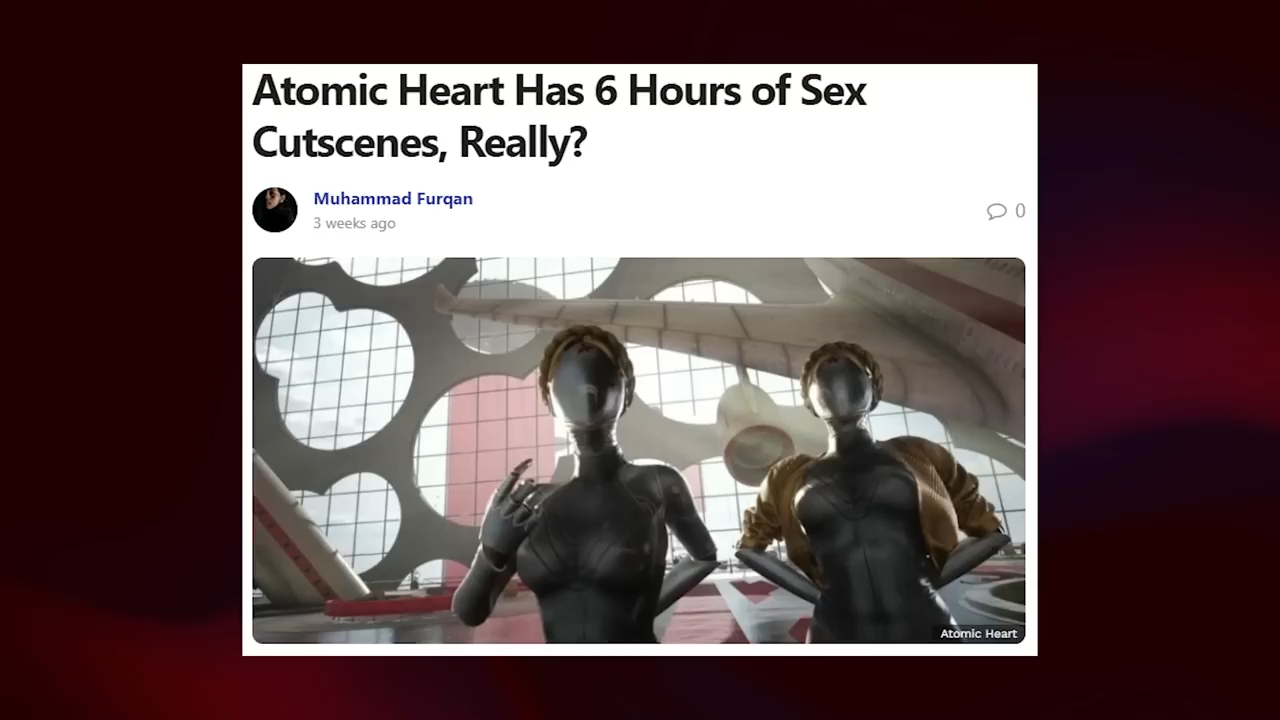 Atomic Heart Has 6 Hours of Sex
Cutscenes, Really?
Muhammad Furqan
3 weeks ago
0
Atomic Heart